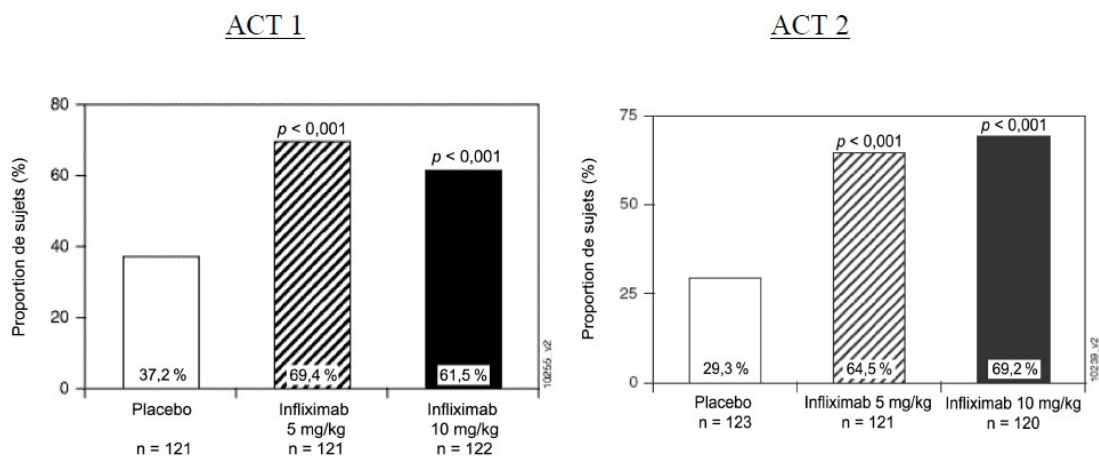 ACT 1
80
60
40
20
0
Proportion de sujets (%)
p < 0,001
p < 0,001
37,2 %
69,4 %
61,5 %
Placebo
n = 121
Infliximab
5 mg/kg
n = 121
Infliximab
10 mg/kg
n = 122
10255_v2
ACT 2
75
50
25
0
Proportion de sujets (%)
p < 0,001
p < 0,001
29,3 %
64,5 %
69,2 %
Placebo
n = 123
Infliximab 5 mg/kg
n = 121
Infliximab 10 mg/kg
n = 120
10239_v2